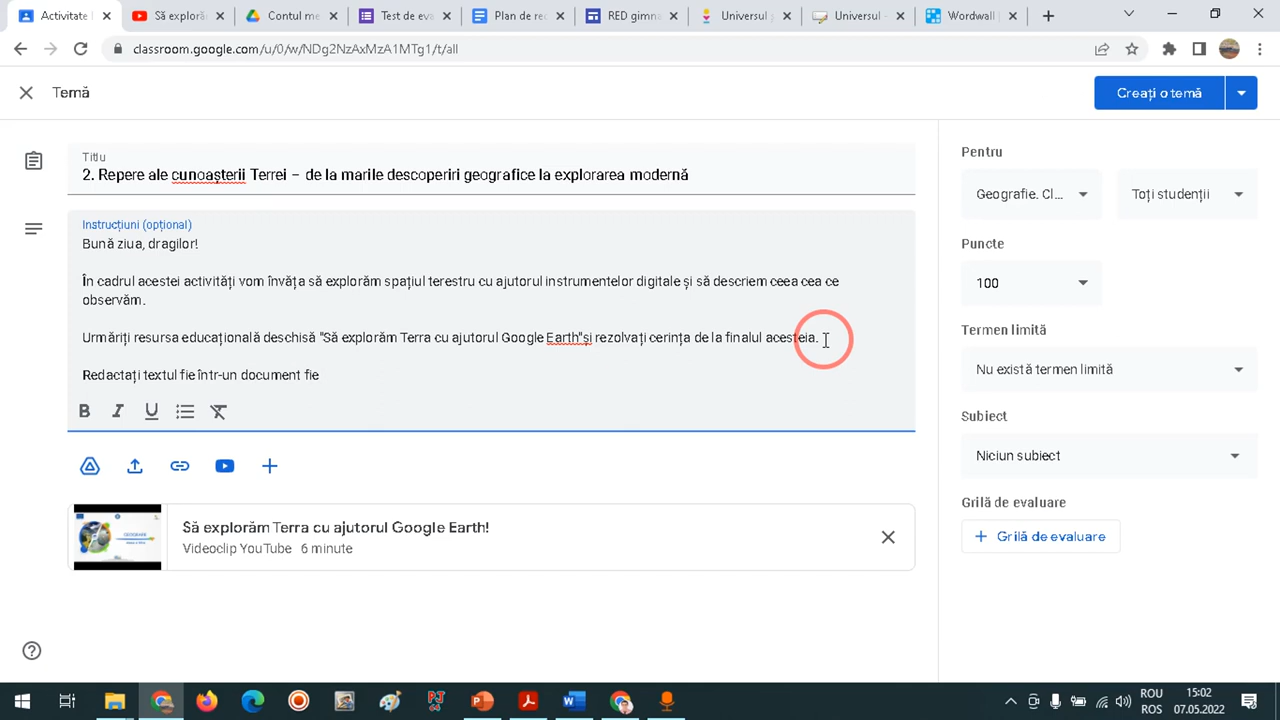 Activitate
Să exploră
Contul me
Test de eva
Plan de re
RED gimna
Universul
Universul –
Wordwall |
classroom.google.com/u/0/w/NDg2NzAxMzA1MTg1/t/all
Temă
Creați o temă
Titlu
2. Repere ale cunoașterii Terrei – de la marile descoperiri geografice la explorarea modernă
Instrucțiuni (opțional)
Bună ziua, dragilor!
În cadrul acestei activități vom învăța să explorăm spațiul terestru cu ajutorul instrumentelor digitale și să descriem ceea cea ce
observăm.
Urmăriți resursa educațională deschisă "Să explorăm Terra cu ajutorul Google Earth"și rezolvați cerința de la finalul acesteia.
Redactați textul fie într-un document fie
B I U
Să explorăm Terra cu ajutorul Google Earth!
Videoclip YouTube 6 minute
Pentru
Geografie. Cl...
Toți studenții
Puncte
100
Termen limită
Nu există termen limită
Subiect
Niciun subiect
Grilă de evaluare
+ Grilă de evaluare
ROU
ROS
15:02
07.05.2022